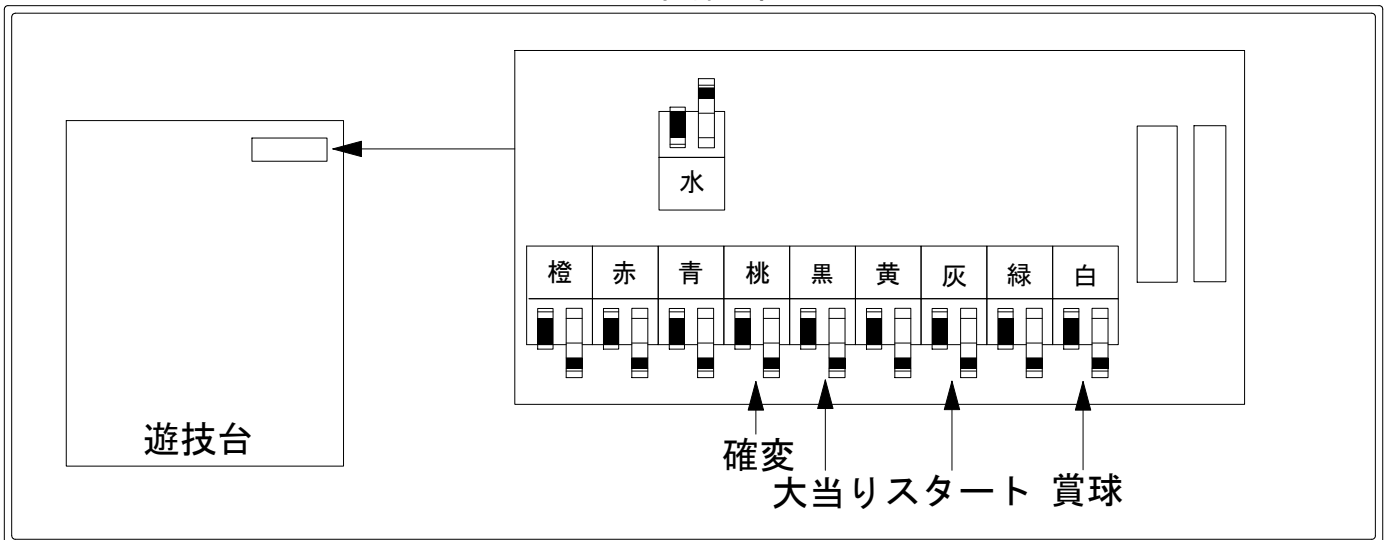 水
橙 赤 青 桃 黒 黄 灰 緑 白
遊技台
確変
大当り スタート 賞球